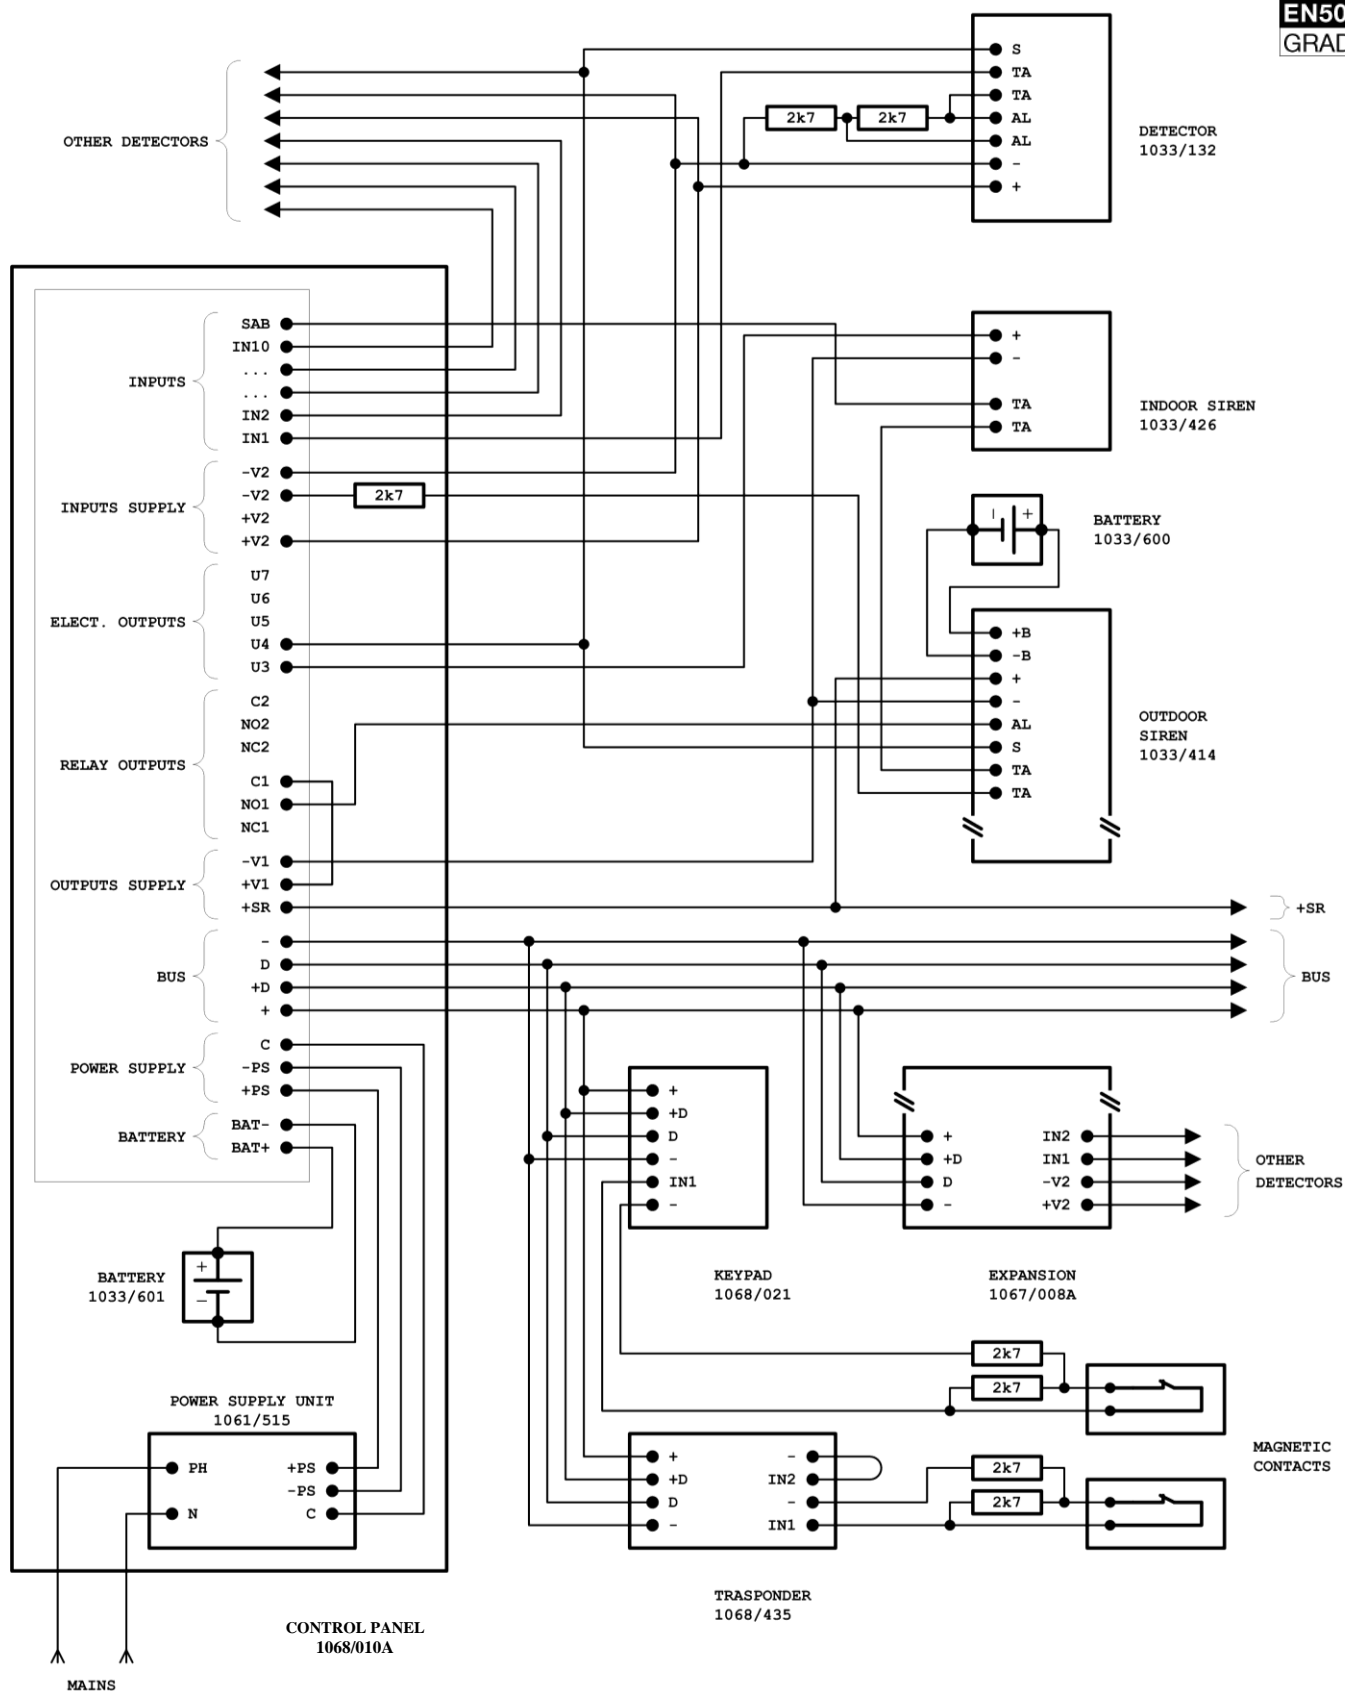 EN50
GRAD
S
TA
TA
AL
AL
-
+
2k7
2k7
DETECTOR
1033/132
OTHER DETECTORS
INPUTS
SAB
IN10
...
...
IN2
IN1
INPUTS SUPPLY
-V2
-V2
+V2
+V2
2k7
ELECT. OUTPUTS
U7
U6
U5
U4
U3
RELAY OUTPUTS
C2
NO2
NC2
C1
NO1
NC1
OUTPUTS SUPPLY
-V1
+V1
+SR
BUS
-
D
+D
+
POWER SUPPLY
C
-PS
+PS
BATTERY
BAT-
BAT+
+
-
TA
TA
INDOOR SIREN
1033/426
- +
BATTERY
1033/600
+B
-B
+
-
AL
S
TA
TA
OUTDOOR
SIREN
1033/414
+SR
BUS
+
+D
D
-
IN1
-
KEYPAD
1068/021
+
+D
D
-
IN2
IN1
-V2
+V2
EXPANSION
1067/008A
OTHER
DETECTORS
+
-
BATTERY
1033/601
POWER SUPPLY UNIT
1061/515
PH
N
+PS
-PS
C
2k7
2k7
+
+D
D
-
-
IN2
-
IN1
2k7
2k7
MAGNETIC
CONTACTS
TRASPONDER
1068/435
CONTROL PANEL
1068/010A
MAINS